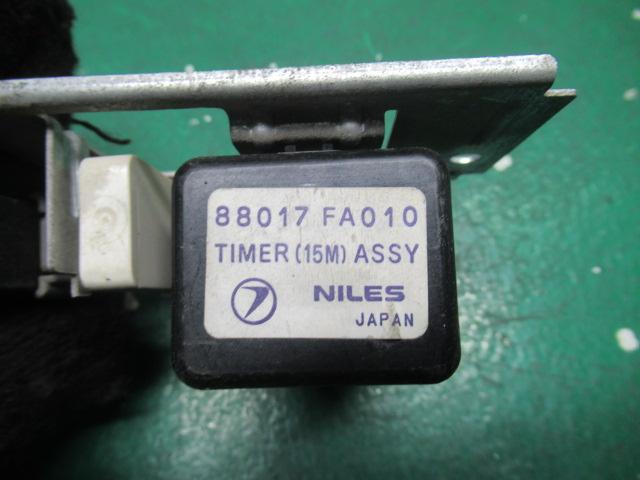 88017 FA010
TIMER (15M) ASSY
NILES
JAPAN